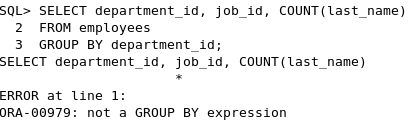 SQL> SELECT department_id, job_id, COUNT(last_name)
  2  FROM employees
  3  GROUP BY department_id;
SELECT department_id, job_id, COUNT(last_name)
                      *
ERROR at line 1:
ORA-00979: not a GROUP BY expression